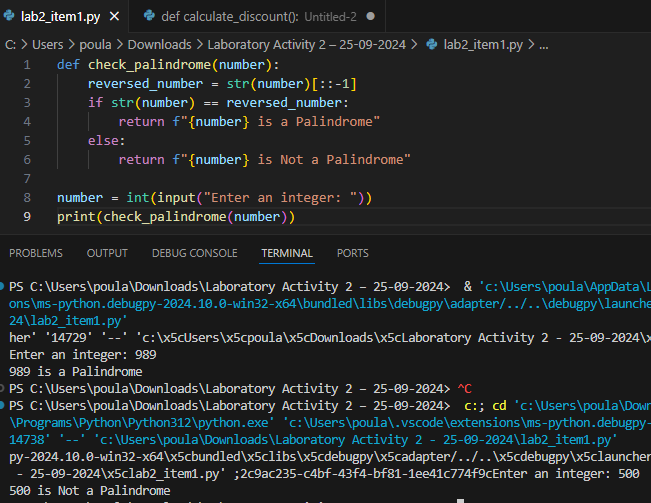 lab2_item1.py
def calculate_discount(): Untitled-2
C: > Users > poula > Downloads > Laboratory Activity 2 – 25-09-2024 > lab2_item1.py > ...
1 def check_palindrome(number):
2     reversed_number = str(number)[::-1]
3     if str(number) == reversed_number:
4         return f"{number} is a Palindrome"
5     else:
6         return f"{number} is Not a Palindrome"
7
8 number = int(input("Enter an integer: "))
9 print(check_palindrome(number))
PROBLEMS OUTPUT DEBUG CONSOLE TERMINAL PORTS
PS C:\Users\poula\Downloads\Laboratory Activity 2 – 25-09-2024>  & 'c:\Users\poula\AppData\L
ons\ms-python.debugpy-2024.10.0-win32-x64\bundled\libs\debugpy\adapter/../..\debugpy\launche
24\lab2_item1.py'
her' '14729' '--' 'c:\x5cUsers\x5cpoula\x5cDownloads\x5cLaboratory Activity 2 - 25-09-2024\x
Enter an integer: 989
989 is a Palindrome
PS C:\Users\poula\Downloads\Laboratory Activity 2 – 25-09-2024> ^C
PS C:\Users\poula\Downloads\Laboratory Activity 2 – 25-09-2024>  c:; cd 'c:\Users\poula\Down
\Programs\Python\Python312\python.exe' 'c:\Users\poula\.vscode\extensions\ms-python.debugpy-
14738' '--' 'c:\Users\poula\Downloads\Laboratory Activity 2 - 25-09-2024\lab2_item1.py'
py-2024.10.0-win32-x64\x5cbundled\x5clibs\x5cdebugpy\x5cadapter/../..\x5cdebugpy\x5clauncher
 - 25-09-2024\x5clab2_item1.py' ;2c9ac235-c4bf-43f4-bf81-1ee41c774f9cEnter an integer: 500
500 is Not a Palindrome